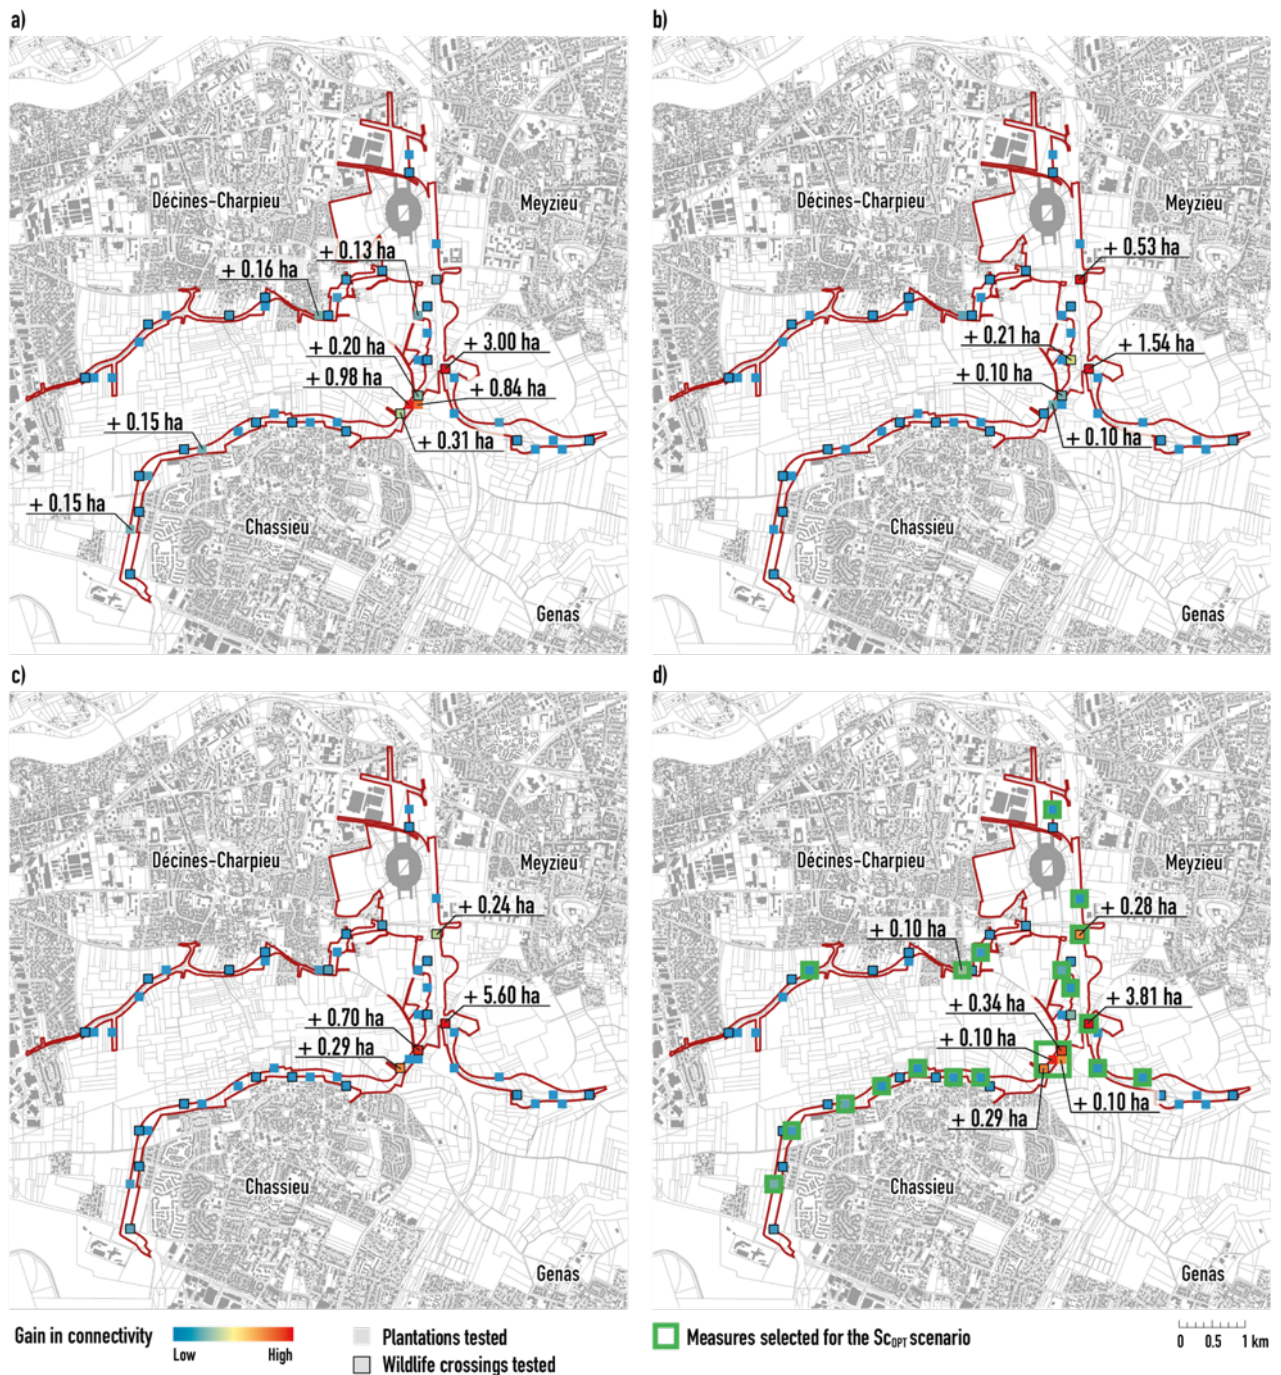 a)
Décines-Charpieu
Meyzieu
+ 0.13 ha
+ 0.16 ha
+ 0.20 ha
+ 3.00 ha
+ 0.98 ha
+ 0.84 ha
+ 0.15 ha
+ 0.31 ha
+ 0.15 ha
Chassieu
Genas
b)
Décines-Charpieu
Meyzieu
+ 0.53 ha
+ 0.21 ha
+ 1.54 ha
+ 0.10 ha
+ 0.10 ha
Chassieu
Genas
c)
Décines-Charpieu
Meyzieu
+ 0.24 ha
+ 5.60 ha
+ 0.70 ha
+ 0.29 ha
Chassieu
Genas
d)
Décines-Charpieu
Meyzieu
+ 0.28 ha
+ 0.10 ha
+ 3.81 ha
+ 0.34 ha
+ 0.10 ha
+ 0.10 ha
+ 0.29 ha
Chassieu
Genas
Gain in connectivity
Low
High
Plantations tested
Wildlife crossings tested
Measures selected for the ScOPT scenario
0 0.5 1 km